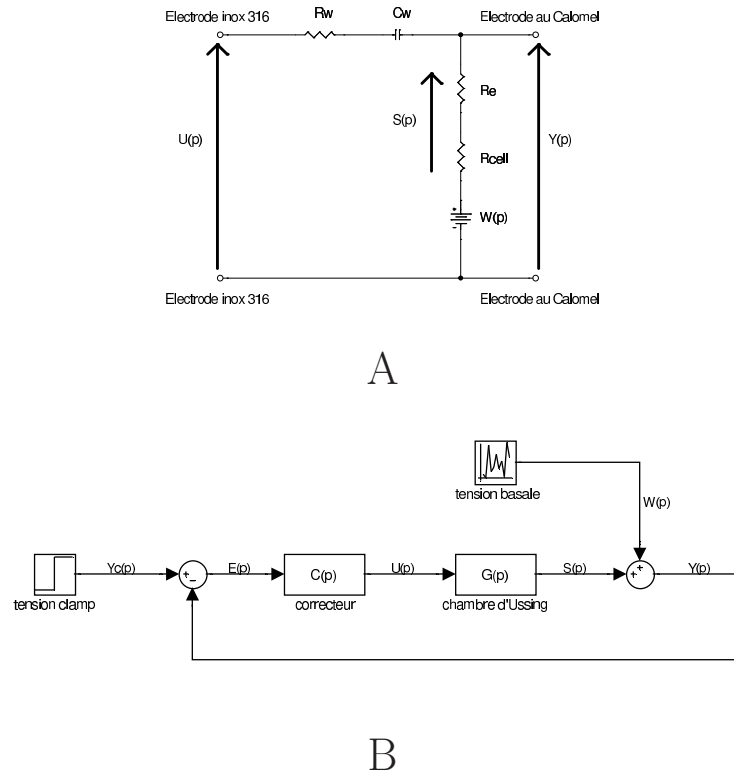 Electrode inox 316
Rw
Cw
Electrode au Calomel
Re
S(p)
U(p)
Y(p)
Rcell
W(p)
Electrode inox 316
Electrode au Calomel
A
tension basale
W(p)
Yc(p)
E(p)
C(p)
U(p)
G(p)
S(p)
Y(p)
tension clamp
correcteur
chambre d'Ussing
B